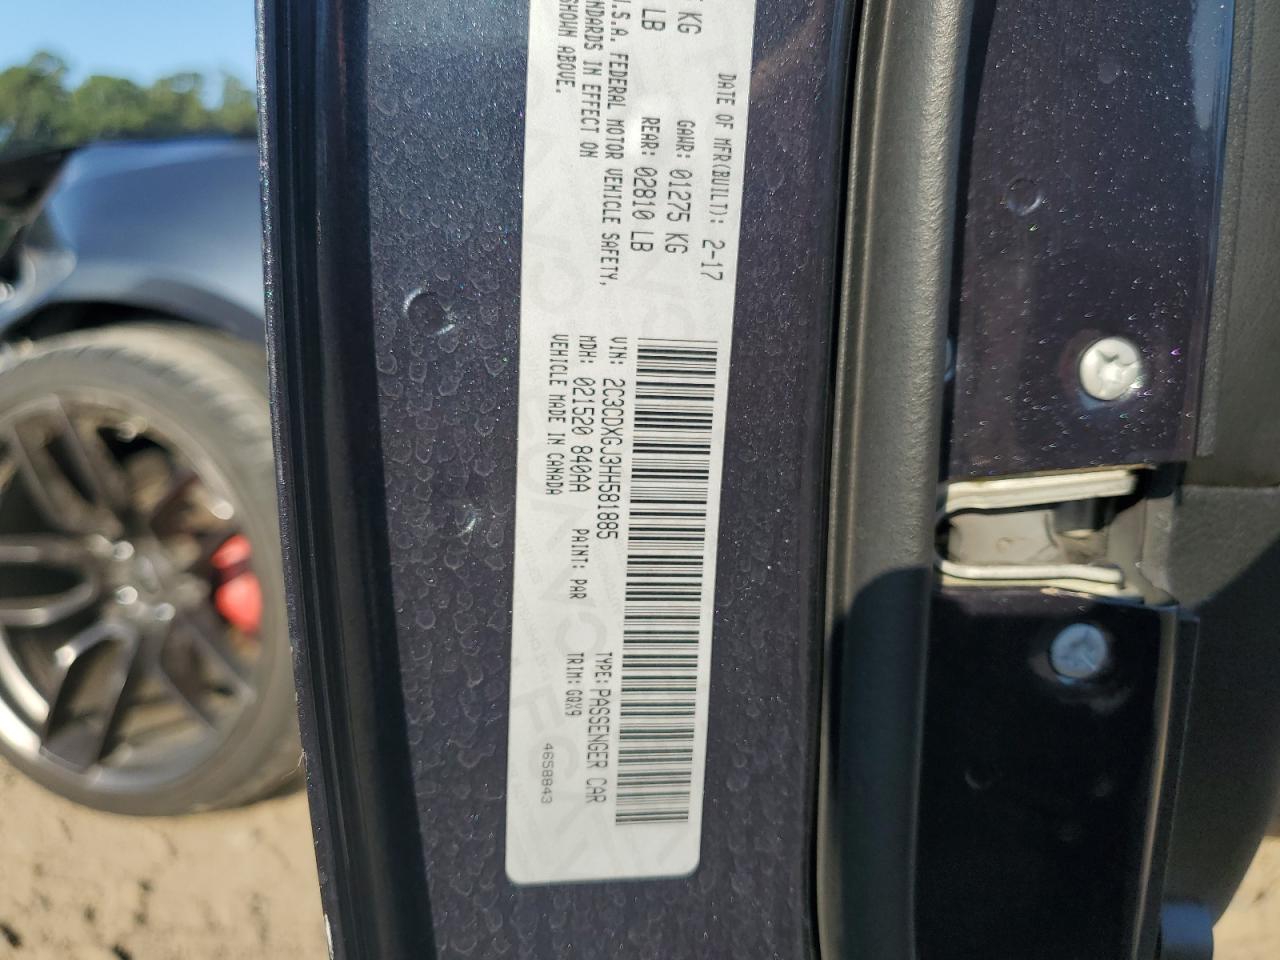 DATE OF MFR(BUILT): 2-17
KG GAWR: 01275 KG
LB REAR: 02810 LB
U.S.A. FEDERAL MOTOR VEHICLE SAFETY,
IN EFFECT ON
SHOWN ABOVE.
VIN: 2C3CDXGJ3HH581885 TYPE: PASSENGER CAR
MDH: 021520 840AA PAINT: PAR TRIM: GQX9
VEHICLE MADE IN CANADA 4658843